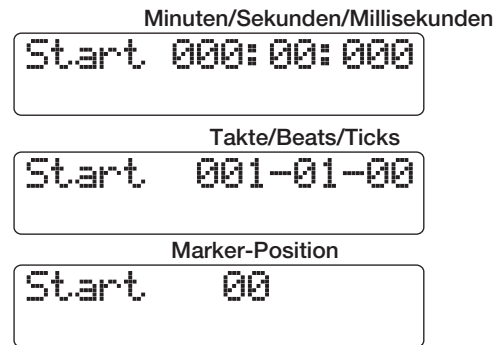 Minuten/Sekunden/Millisekunden
Start 000:00:000
Takte/Beats/Ticks
Start 001-01-00
Marker-Position
Start 00